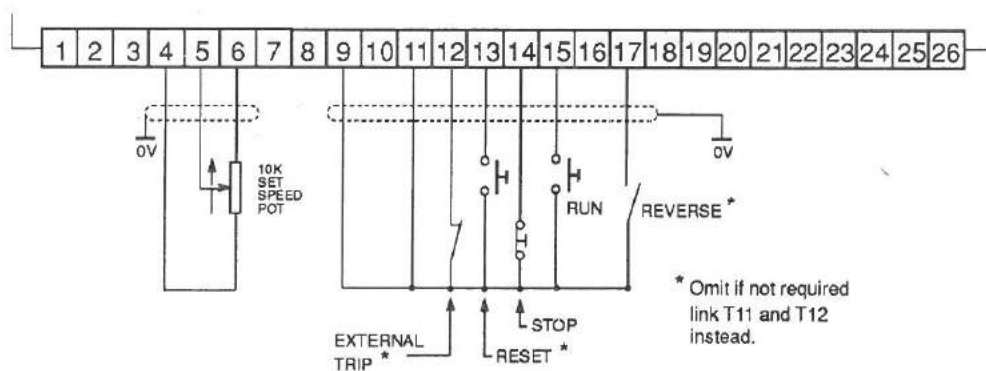 1 2 3 4 5 6 7 8 9 10 11 12 13 14 15 16 17 18 19 20 21 22 23 24 25 26
0V
0V
10K
SET
SPEED
POT
RUN
REVERSE *
* Omit if not required
link T11 and T12
instead.
STOP
EXTERNAL
TRIP *
RESET *